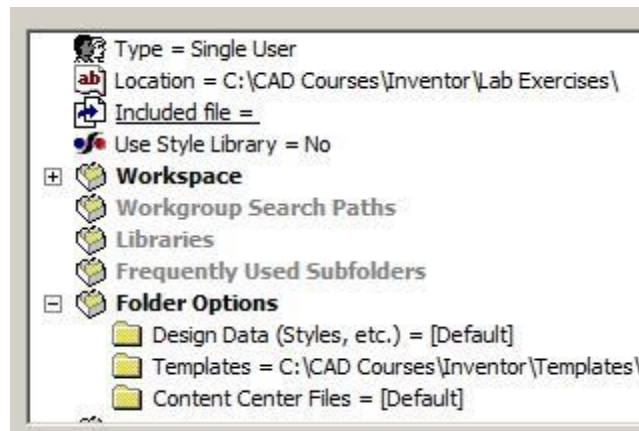 Type = Single User
Location = C:\CAD Courses\Inventor\Lab Exercises\
Included file =
Use Style Library = No
Workspace
Workgroup Search Paths
Libraries
Frequently Used Subfolders
Folder Options
Design Data (Styles, etc.) = [Default]
Templates = C:\CAD Courses\Inventor\Templates\
Content Center Files = [Default]